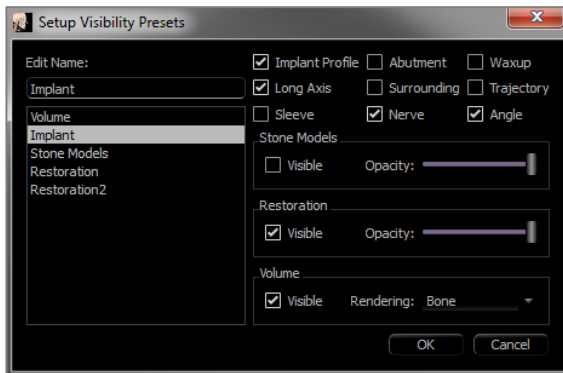 Setup Visibility Presets
Edit Name:
Implant
Volume
Implant
Stone Models
Restoration
Restoration2
Implant Profile Abutment Waxup
Long Axis Surrounding Trajectory
Sleeve Nerve Angle
Stone Models
Visible Opacity:
Restoration
Visible Opacity:
Volume
Visible Rendering: Bone
OK Cancel